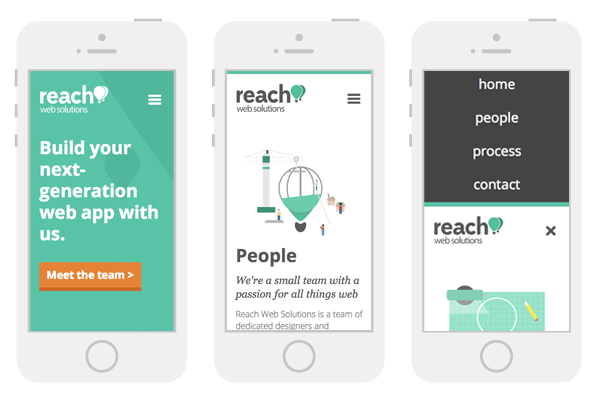 reach
web solutions
Build your
next-
generation
web app with
us.
Meet the team >
reach
web solutions
People
We're a small team with a
passion for all things web
Reach Web Solutions is a team of
dedicated designers and
home
people
process
contact
reach
web solutions